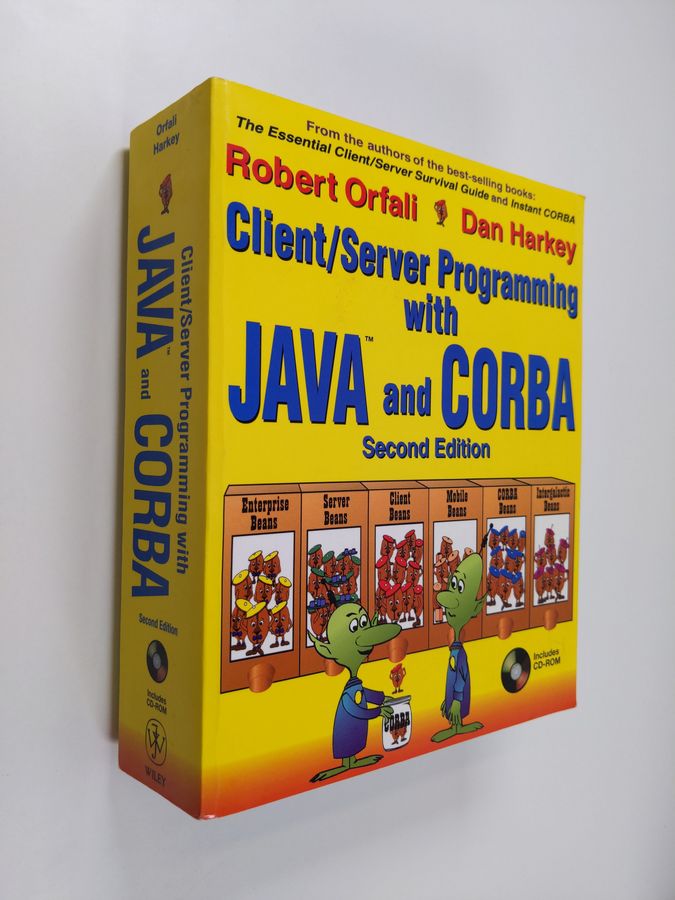 Orfali
Harkey
Client/Server Programming with
JAVA™ and CORBA
Second Edition
Includes
CD-ROM
WILEY
From the authors of the best-selling books:
The Essential Client/Server Survival Guide and Instant CORBA
Robert Orfali Dan Harkey
Client/Server Programming
with
JAVA™ and CORBA
Second Edition
Enterprise Beans
Server Beans
Client Beans
Mobile Beans
CORBA Beans
Intergalactic Beans
CORBA
Includes
CD-ROM